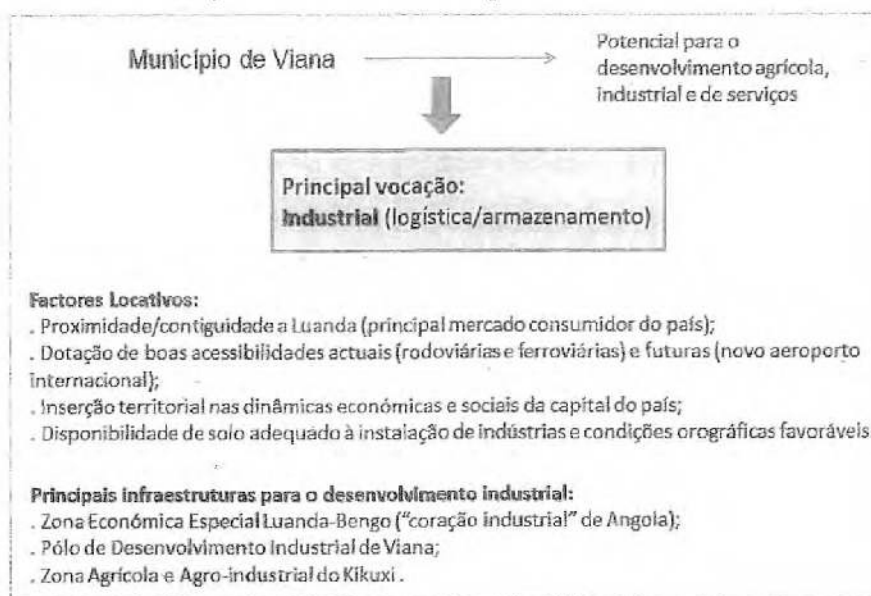 Município de Viana
Potencial para o
desenvolvimento agrícola,
industrial e de serviços
Principal vocação:
Industrial (logística/armazenamento)
Factores Locativos:
. Proximidade/contiguidade a Luanda (principal mercado consumidor do país);
. Dotação de boas acessibilidades actuais (rodoviárias e ferroviárias) e futuras (novo aeroporto
internacional);
. Inserção territorial nas dinâmicas económicas e sociais da capital do país;
. Disponibilidade de solo adequado à instalação de indústrias e condições orográficas favoráveis
Principais infraestruturas para o desenvolvimento industrial:
. Zona Económica Especial Luanda-Bengo ("coração industrial" de Angola);
. Pólo de Desenvolvimento Industrial de Viana;
. Zona Agrícola e Agro-industrial do Kikuxi .